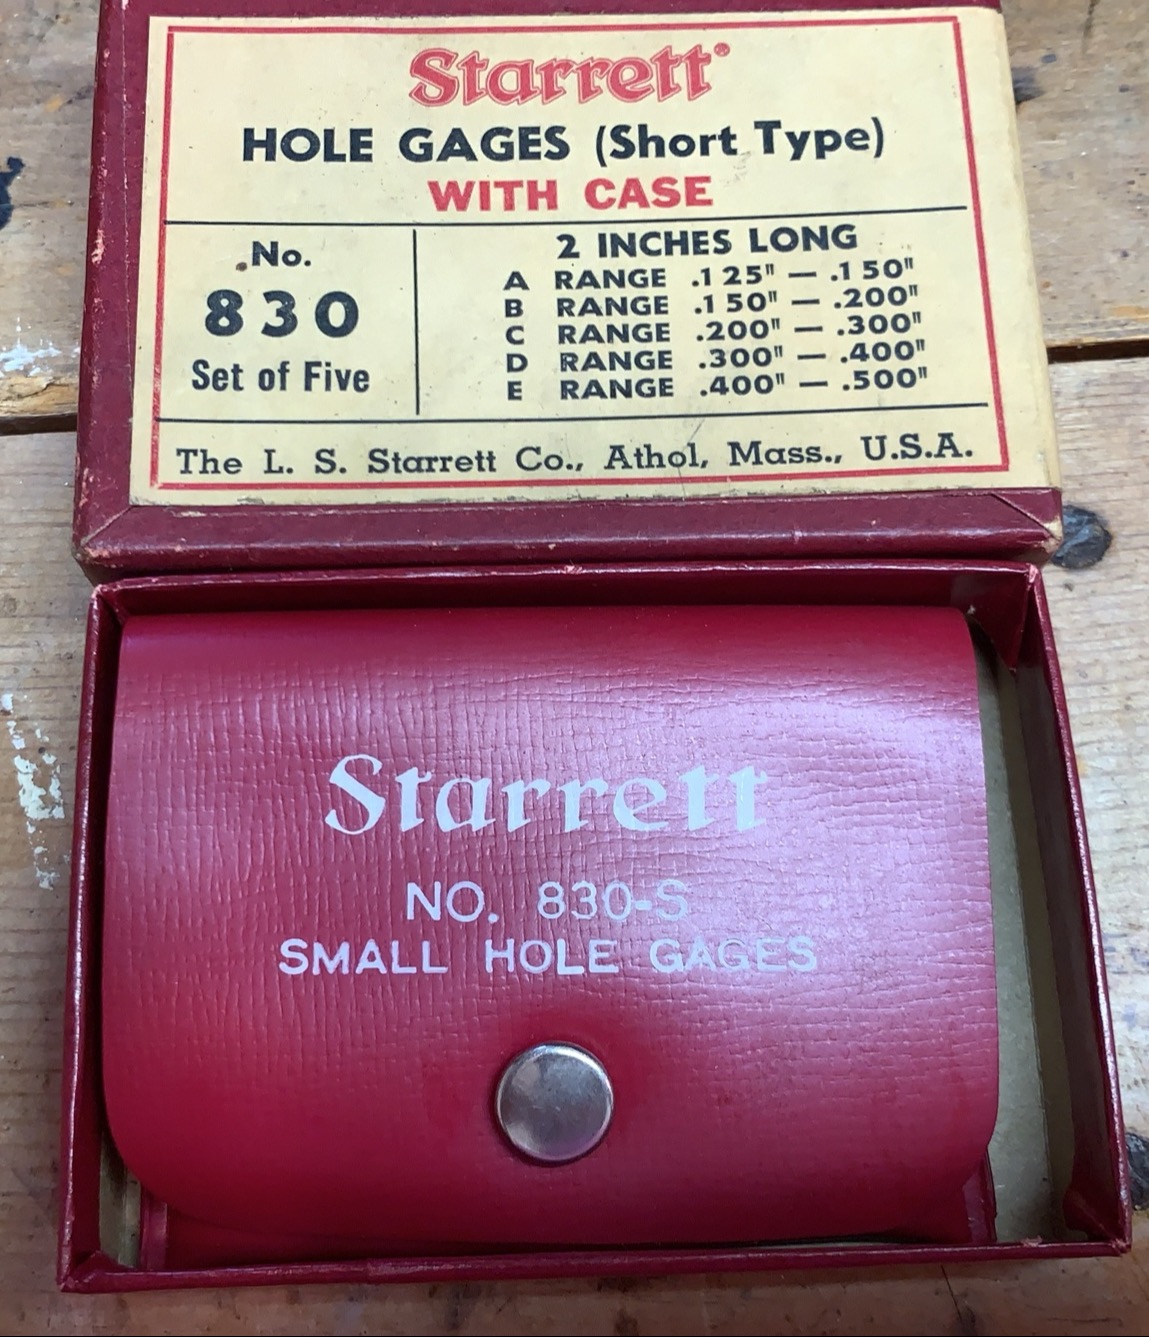 Starrett®
HOLE GAGES (Short Type)
WITH CASE
No.
830
Set of Five
2 INCHES LONG
A RANGE .125" — .150"
B RANGE .150" — .200"
C RANGE .200" — .300"
D RANGE .300" — .400"
E RANGE .400" — .500"
The L. S. Starrett Co., Athol, Mass., U.S.A.
Starrett
NO. 830-S
SMALL HOLE GAGES